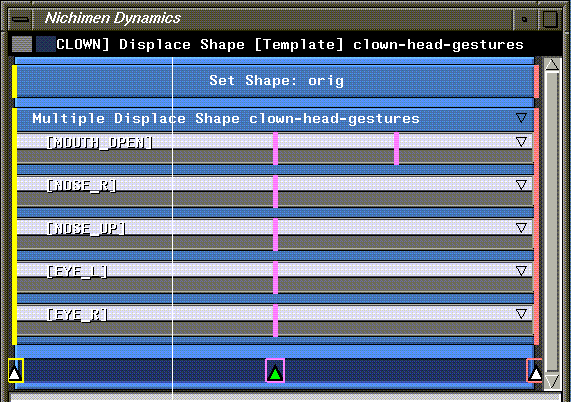 Nichimen Dynamics
CLOWN] Displace Shape [Template] clown-head-gestures
Set Shape: orig
Multiple Displace Shape clown-head-gestures
[MOUTH_OPEN]
[NOSE_R]
[NOSE_UP]
[EYE_L]
[EYE_R]